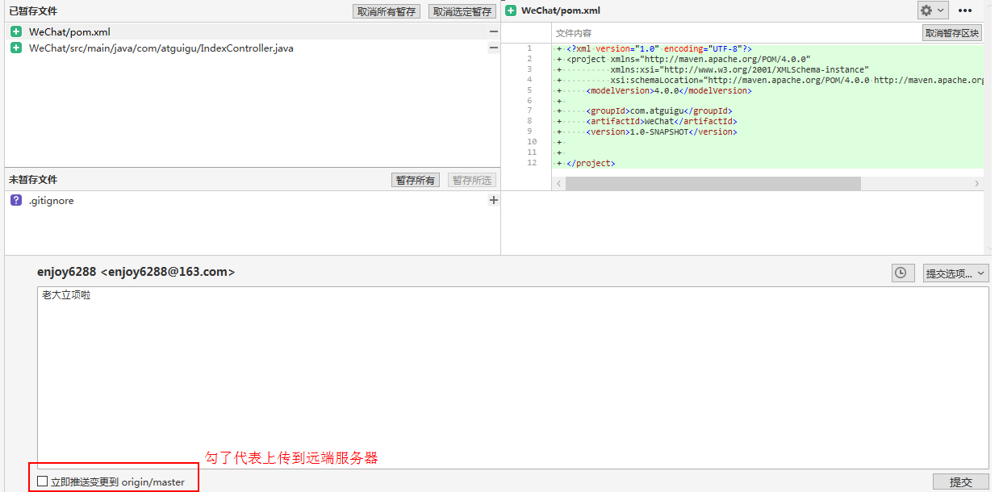 已暂存文件 取消所有暂存 取消选定暂存
WeChat/pom.xml
WeChat/src/main/java/com/atguigu/IndexController.java
未暂存文件 暂存所有 暂存所选
.gitignore
WeChat/pom.xml
文件内容 取消暂存区块
1 + <?xml version="1.0" encoding="UTF-8"?>
2 + <project xmlns="http://maven.apache.org/POM/4.0.0"
3 + xmlns:xsi="http://www.w3.org/2001/XMLSchema-instance"
4 + xsi:schemaLocation="http://maven.apache.org/POM/4.0.0 http://maven.apache.org
5 + <modelVersion>4.0.0</modelVersion>
6 +
7 + <groupId>com.atguigu</groupId>
8 + <artifactId>WeChat</artifactId>
9 + <version>1.0-SNAPSHOT</version>
10 +
11 +
12 + </project>
enjoy6288 <enjoy6288@163.com> 提交选项...
老大立项啦
勾了代表上传到远端服务器
立即推送变更到 origin/master 提交